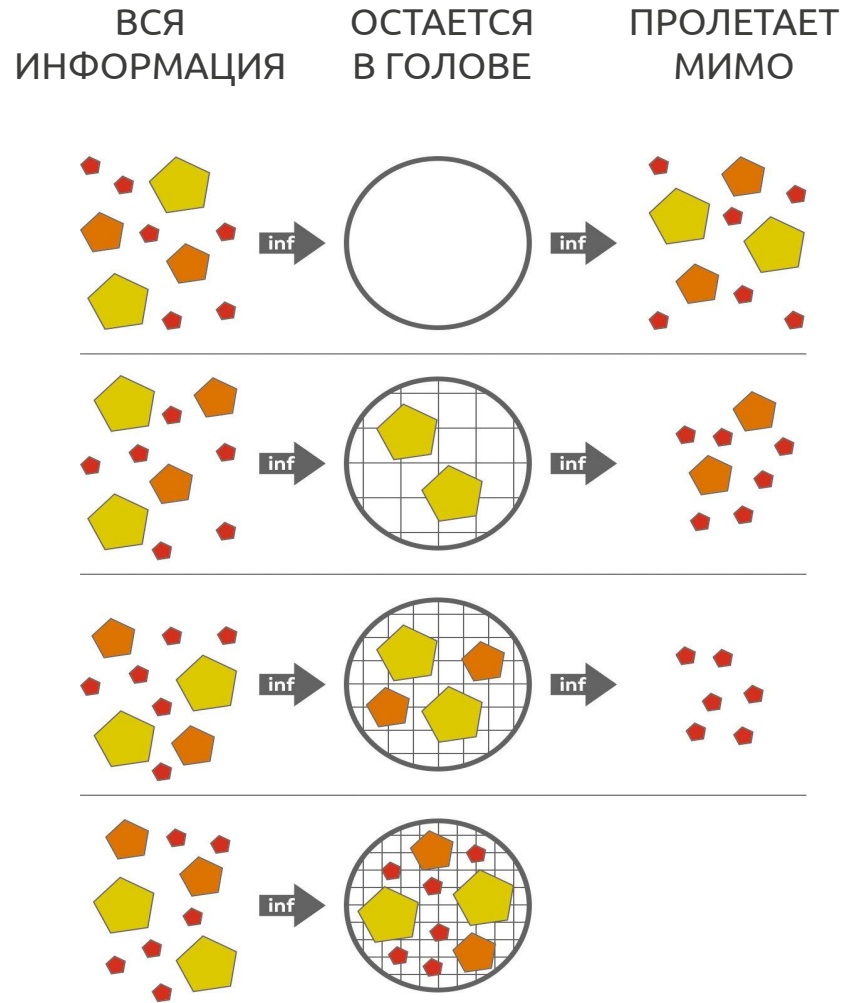 ВСЯ
ИНФОРМАЦИЯ
ОСТАЕТСЯ
В ГОЛОВЕ
ПРОЛЕТАЕТ
МИМО
inf
inf
inf
inf
inf
inf
inf